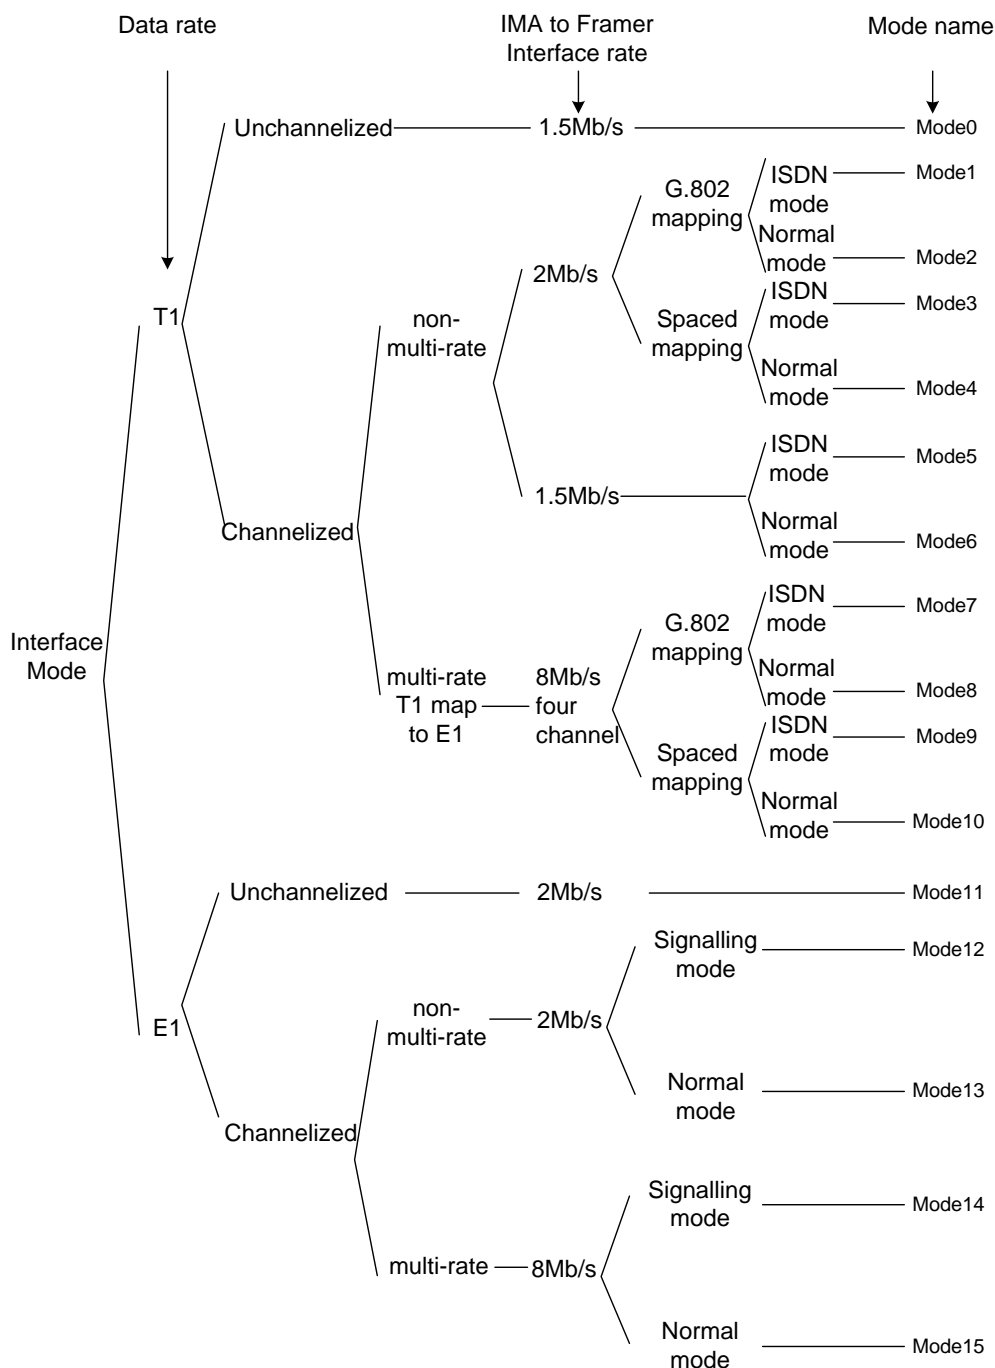 Data rate
IMA to Framer
Interface rate
Mode name
Unchannelized
1.5Mb/s
Mode0
G.802
mapping
ISDN
mode
Mode1
Normal
mode
Mode2
2Mb/s
T1
non-
multi-rate
Spaced
mapping
ISDN
mode
Mode3
Normal
mode
Mode4
1.5Mb/s
ISDN
mode
Mode5
Channelized
Normal
mode
Mode6
Interface
Mode
multi-rate
T1 map
to E1
8Mb/s
four
channel
G.802
mapping
ISDN
mode
Mode7
Normal
mode
Mode8
Spaced
mapping
ISDN
mode
Mode9
Normal
mode
Mode10
Unchannelized
2Mb/s
Mode11
E1
non-
multi-rate
2Mb/s
Signalling
mode
Mode12
Normal
mode
Mode13
Channelized
multi-rate
8Mb/s
Signalling
mode
Mode14
Normal
mode
Mode15